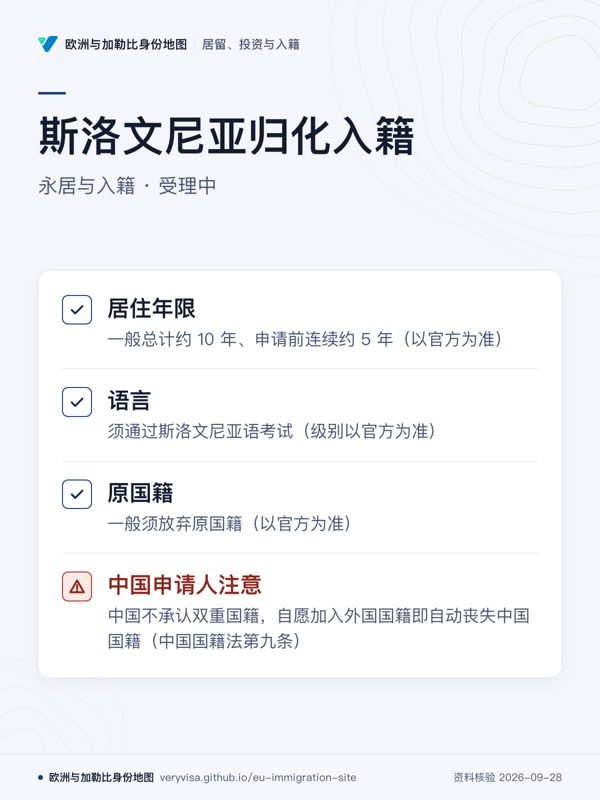 欧洲与加勒比身份地图 居留、投资与入籍
斯洛文尼亚归化入籍
永居与入籍 · 受理中
居住年限
一般总计约 10 年、申请前连续约 5 年（以官方为准）
语言
须通过斯洛文尼亚语考试（级别以官方为准）
原国籍
一般须放弃原国籍（以官方为准）
中国申请人注意
中国不承认双重国籍，自愿加入外国国籍即自动丧失中国
国籍（中国国籍法第九条）
欧洲与加勒比身份地图 veryvisa.github.io/eu-immigration-site 资料核验 2026-09-28